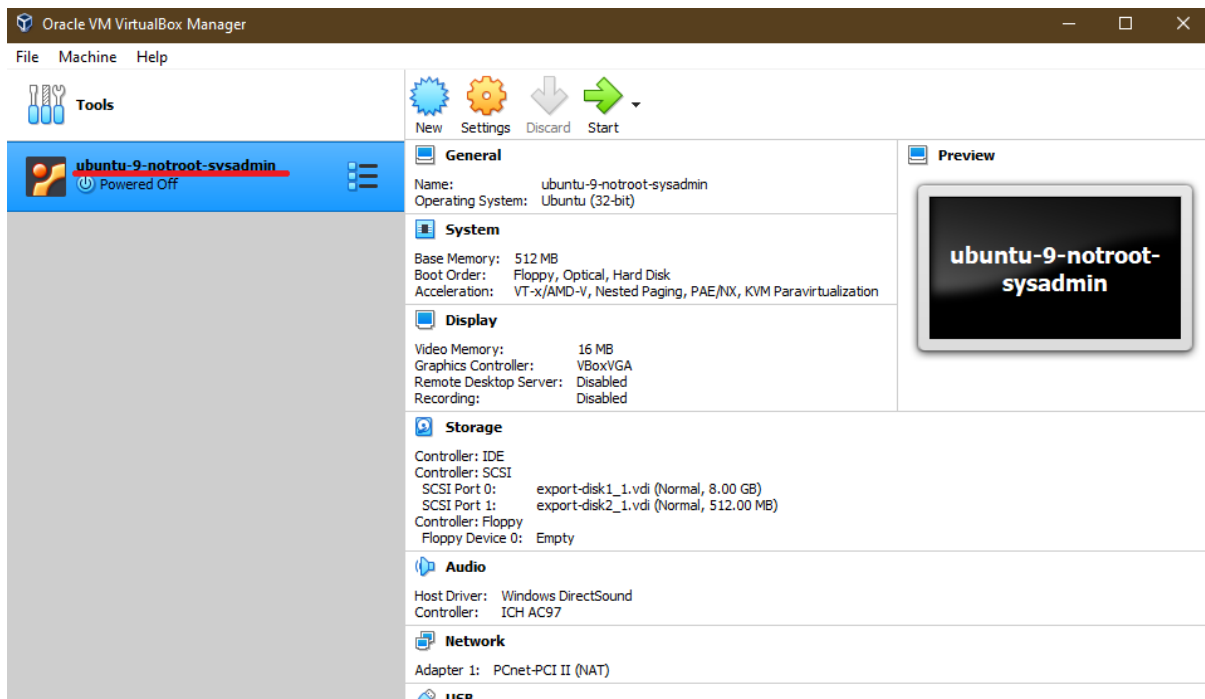 Oracle VM VirtualBox Manager
File Machine Help
Tools
New Settings Discard Start
ubuntu-9-notroot-sysadmin
Powered Off
General
Name: ubuntu-9-notroot-sysadmin
Operating System: Ubuntu (32-bit)
System
Base Memory: 512 MB
Boot Order: Floppy, Optical, Hard Disk
Acceleration: VT-x/AMD-V, Nested Paging, PAE/NX, KVM Paravirtualization
Display
Video Memory: 16 MB
Graphics Controller: VBoxVGA
Remote Desktop Server: Disabled
Recording: Disabled
Preview
ubuntu-9-notroot-
sysadmin
Storage
Controller: IDE
Controller: SCSI
SCSI Port 0: export-disk1_1.vdi (Normal, 8.00 GB)
SCSI Port 1: export-disk2_1.vdi (Normal, 512.00 MB)
Controller: Floppy
Floppy Device 0: Empty
Audio
Host Driver: Windows DirectSound
Controller: ICH AC97
Network
Adapter 1: PCnet-PCI II (NAT)
USB